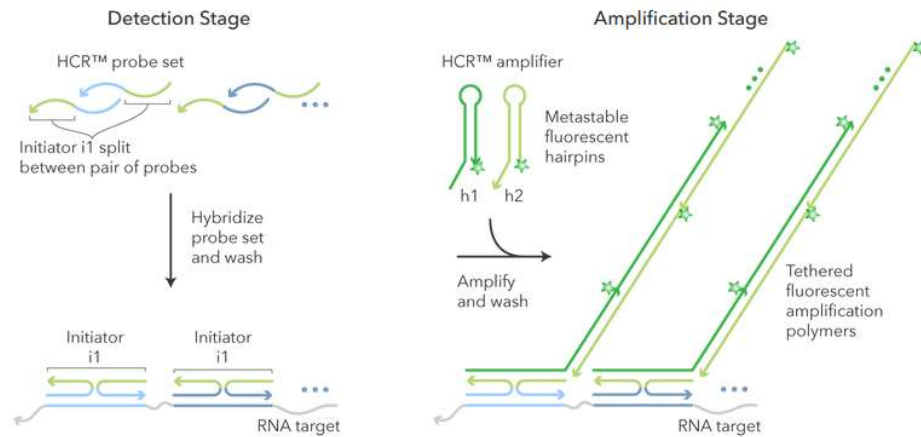 Detection Stage
HCR™ probe set
Initiator i1 split
between pair of probes
Hybridize
probe set
and wash
Initiator
i1
Initiator
i1
RNA target
Amplification Stage
HCR™ amplifier
Metastable
fluorescent
hairpins
h1
h2
Amplify
and wash
Tethered
fluorescent
amplification
polymers
RNA target